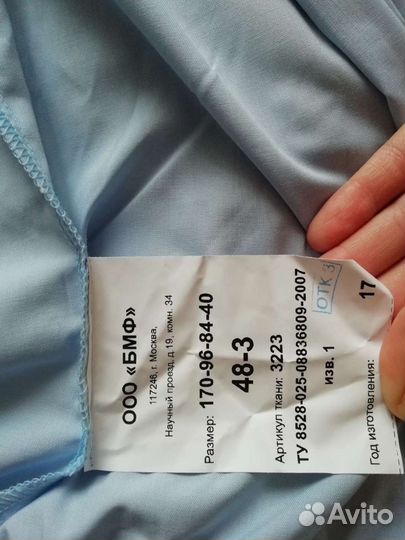 ООО «БМФ»
117246, г. Москва,
Научный проезд, д.19, комн. 34
Размер: 170-96-84-40
48-3
Артикул ткани: 3223
ТУ 8528-025-08836809-2007
изв. 1
ОТК 3
Год изготовления: 17
Avito